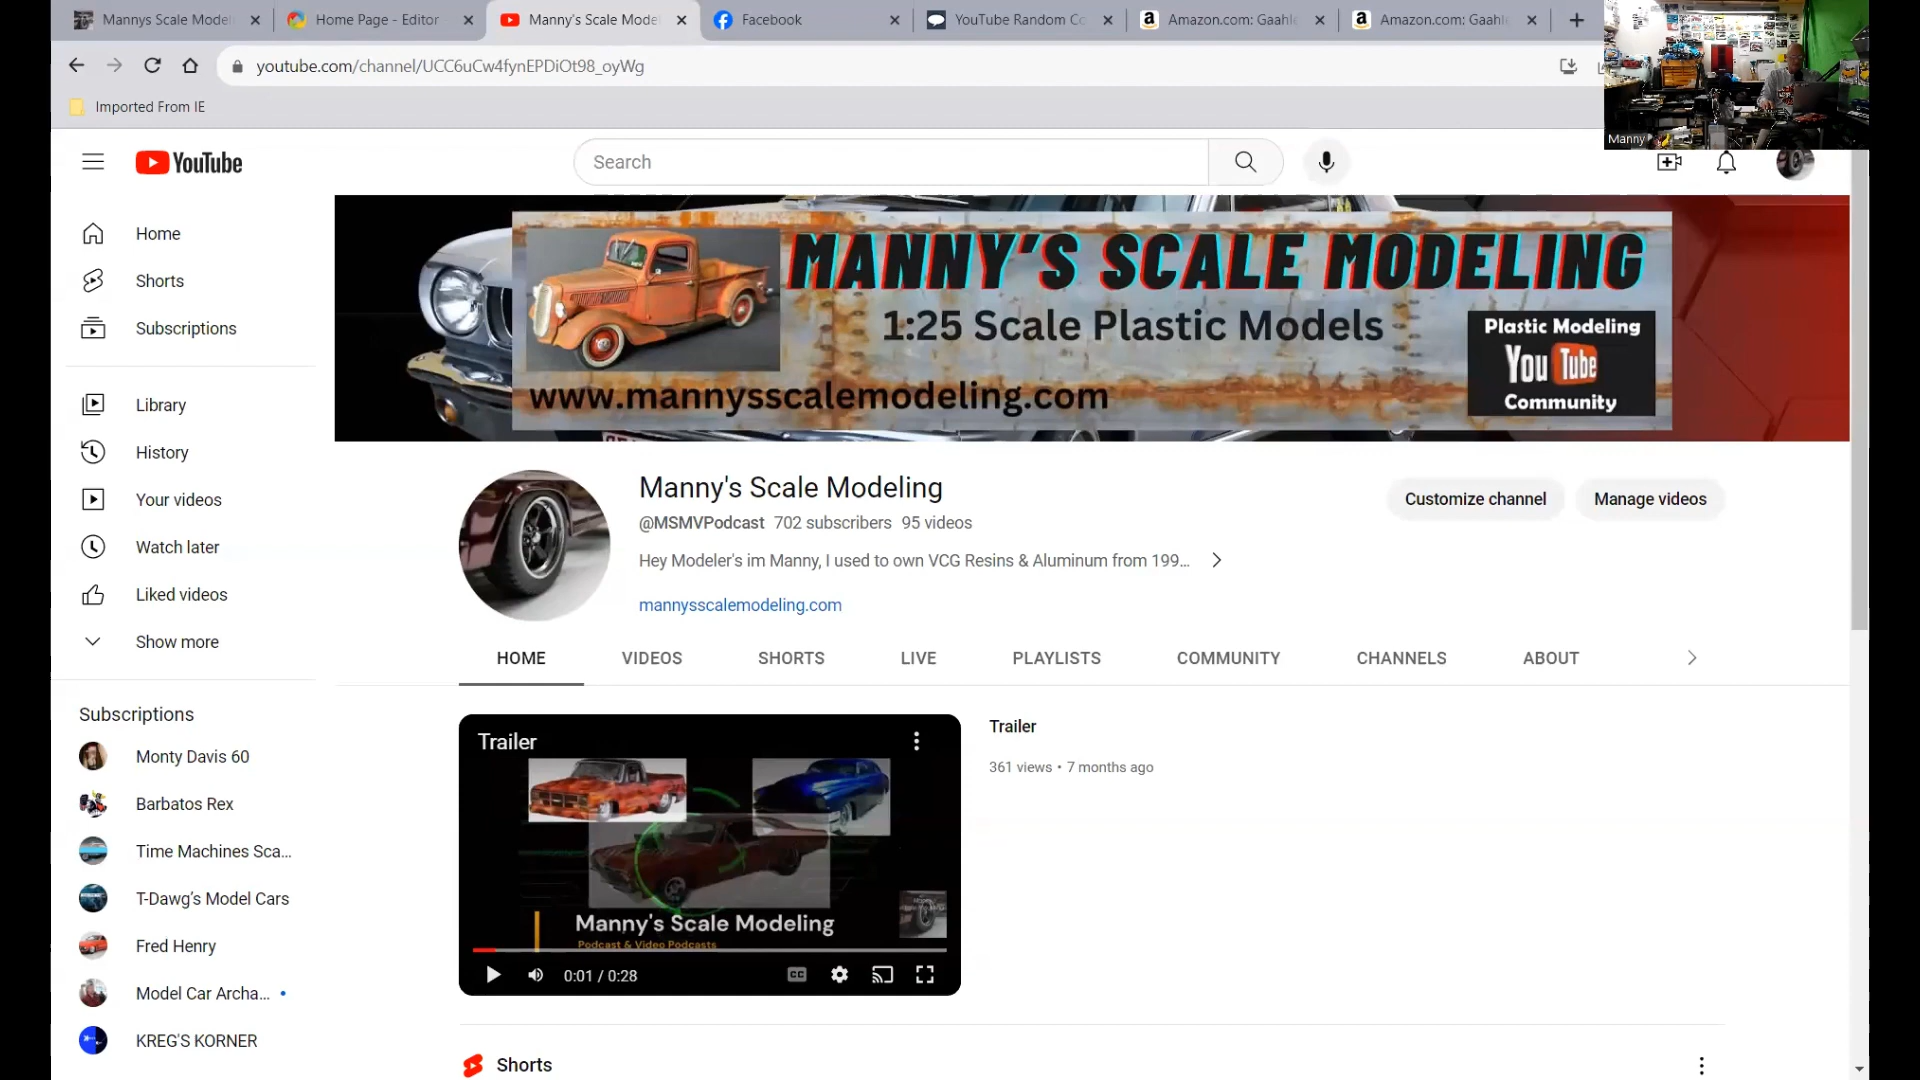 Mannys Scale Model
Home Page - Editor
Manny's Scale Model
Facebook
YouTube Random Co
Amazon.com: Gaahl
Amazon.com: Gaahl
youtube.com/channel/UCC6uCw4fynEPDiOt98_oyWg
Imported From IE
Manny
YouTube
Search
Home
Shorts
Subscriptions
Library
History
Your videos
Watch later
Liked videos
Show more
Subscriptions
Monty Davis 60
Barbatos Rex
Time Machines Sca...
T-Dawg's Model Cars
Fred Henry
Model Car Archa...
KREG'S KORNER
MANNY'S SCALE MODELING
1:25 Scale Plastic Models
www.mannysscalemodeling.com
Plastic Modeling
YouTube
Community
Manny's Scale Modeling
@MSMVPodcast 702 subscribers 95 videos
Hey Modeler's im Manny, I used to own VCG Resins & Aluminum from 199...
mannysscalemodeling.com
Customize channel
Manage videos
HOME
VIDEOS
SHORTS
LIVE
PLAYLISTS
COMMUNITY
CHANNELS
ABOUT
Trailer
Manny's Scale Modeling
Podcast & Video Podcasts
0:01 / 0:28
CC
Trailer
361 views • 7 months ago
Shorts